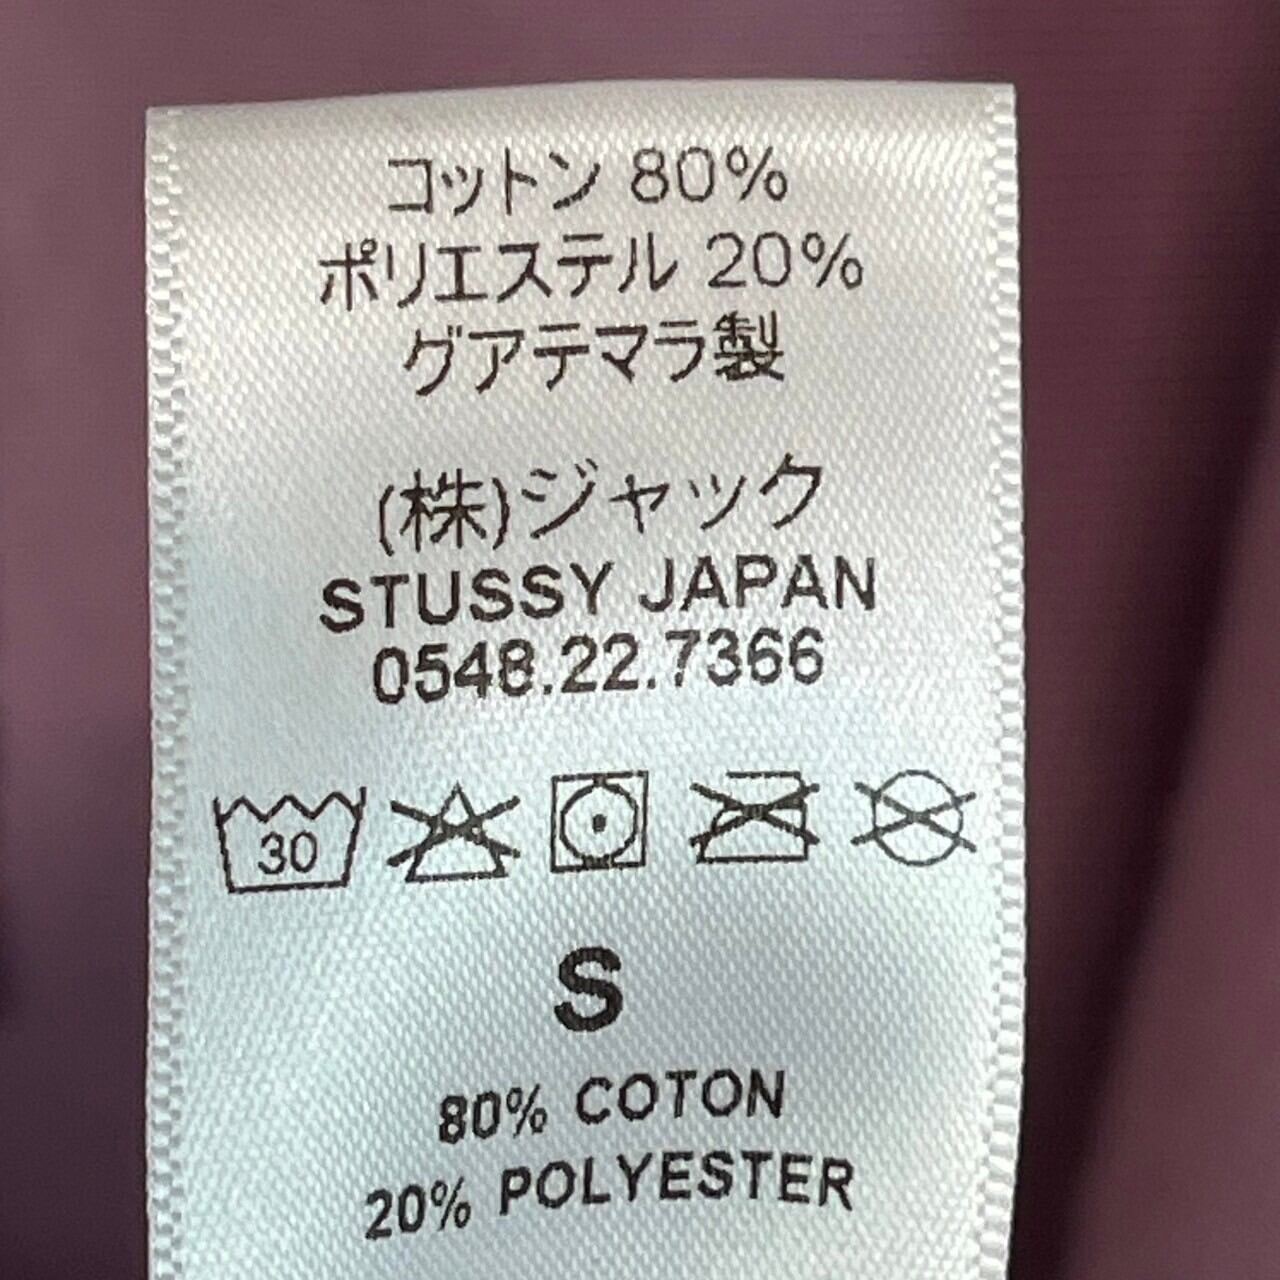 コットン 80%
ポリエステル 20%
グアテマラ製
(株)ジャック
STUSSY JAPAN
0548.22.7366
30
S
80% COTON
20% POLYESTER